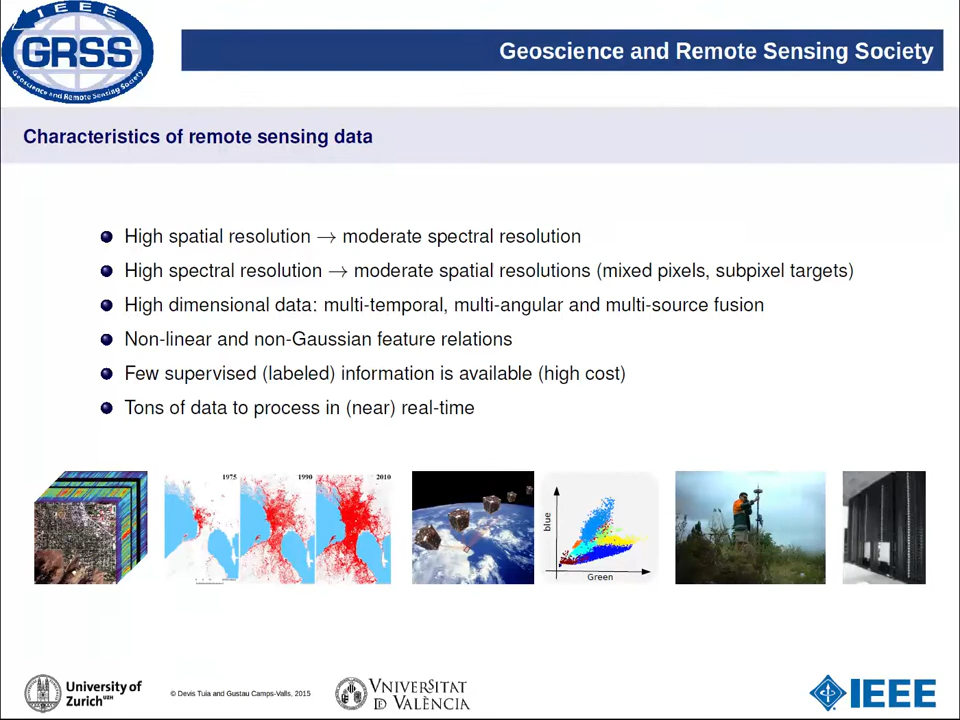 IEEE
GRSS
Geoscience and Remote Sensing Society
Geoscience and Remote Sensing Society
Characteristics of remote sensing data
High spatial resolution → moderate spectral resolution
High spectral resolution → moderate spatial resolutions (mixed pixels, subpixel targets)
High dimensional data: multi-temporal, multi-angular and multi-source fusion
Non-linear and non-Gaussian feature relations
Few supervised (labeled) information is available (high cost)
Tons of data to process in (near) real-time
1975 1990 2010
blue
Green
University of
Zurich UZH
© Devis Tuia and Gustau Camps-Valls, 2015
VNIVERSITAT
ID VALÈNCIA
IEEE